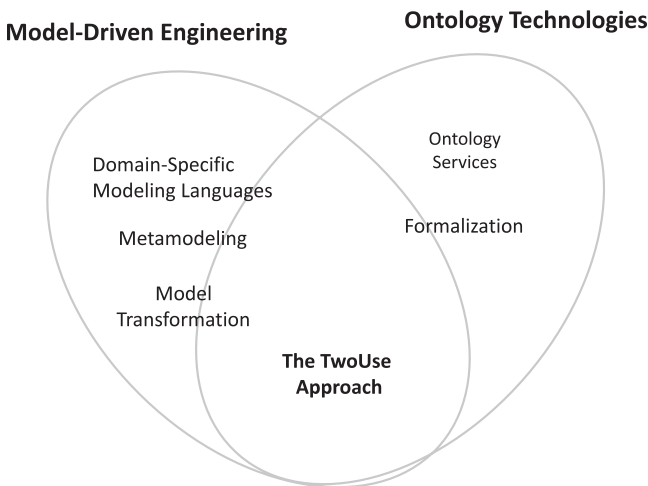 Model-Driven Engineering
Ontology Technologies
Domain-Specific
Modeling Languages
Metamodeling
Model
Transformation
Ontology
Services
Formalization
The TwoUse
Approach